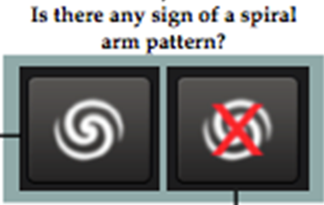 Is there any sign of a spiral
arm pattern?